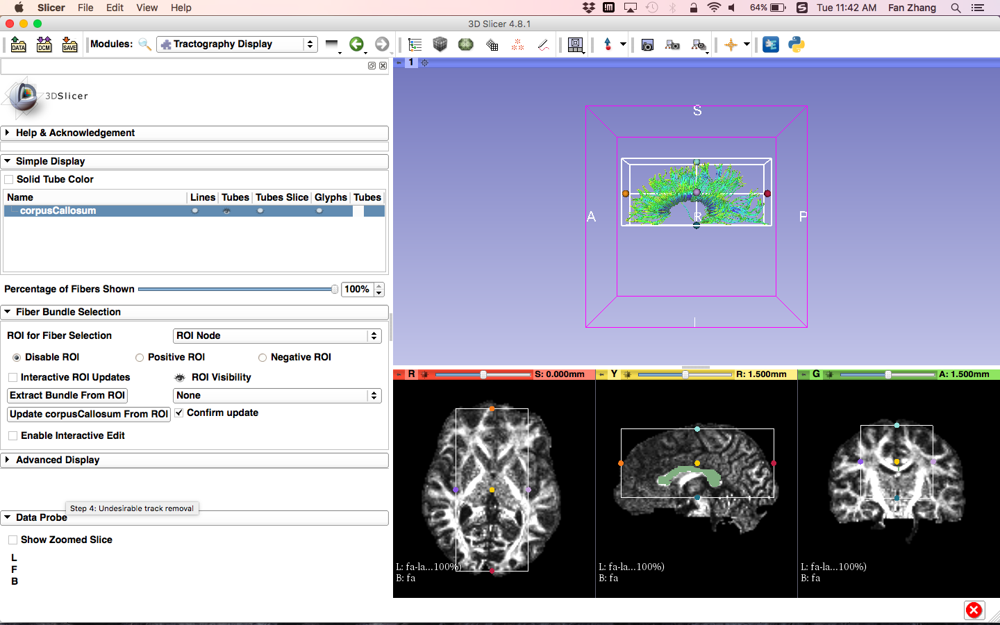 Slicer File Edit View Help 64% Tue 11:42 AM Fan Zhang
3D Slicer 4.8.1
DATA DCM SAVE Modules: Tractography Display
1
3DSlicer
Help & Acknowledgement
Simple Display
Solid Tube Color
Name Lines Tubes Tubes Slice Glyphs Tubes
corpusCallosum
Percentage of Fibers Shown 100%
Fiber Bundle Selection
ROI for Fiber Selection ROI Node
Disable ROI Positive ROI Negative ROI
Interactive ROI Updates ROI Visibility
Extract Bundle From ROI None
Update corpusCallosum From ROI Confirm update
Enable Interactive Edit
Advanced Display
Step 4: Undesirable track removal
Data Probe
Show Zoomed Slice
L
F
B
S
A R P
I
R S: 0.000mm
L: fa-la...100%)
B: fa
Y R: 1.500mm
L: fa-la...100%)
B: fa
G A: 1.500mm
L: fa-la...100%)
B: fa